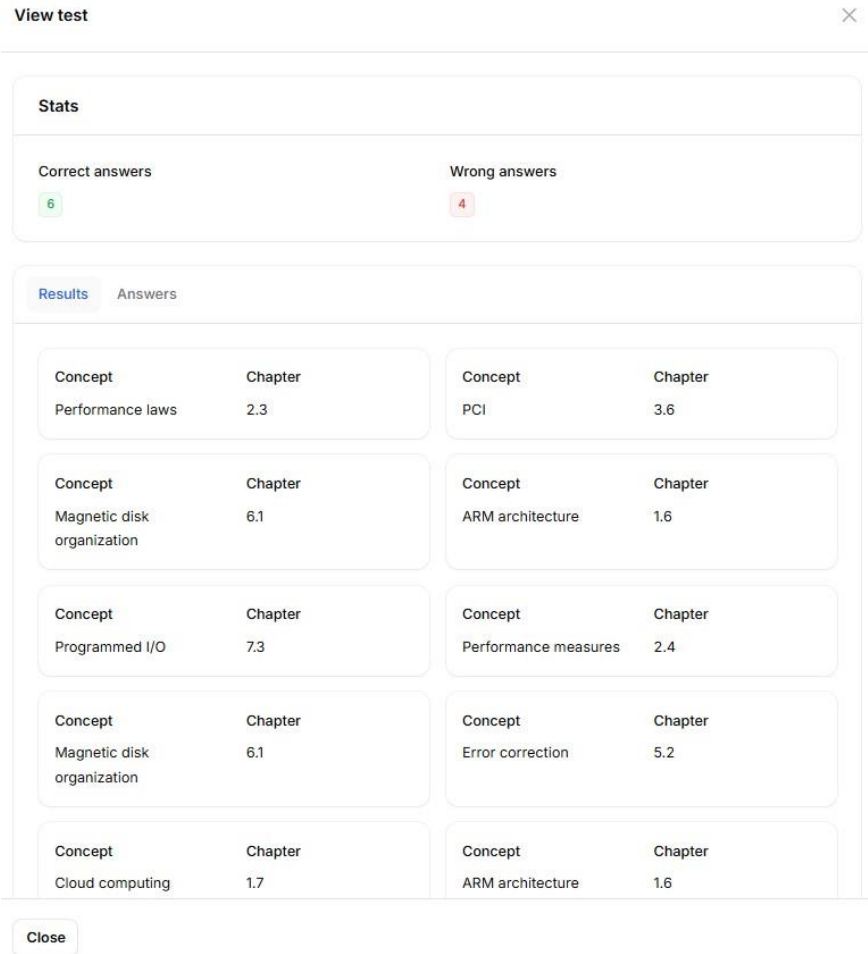 View test
Stats
Correct answers
Wrong answers
6
4
Results
Answers
Concept
Chapter
Performance laws
2.3
Concept
Chapter
PCI
3.6
Concept
Chapter
Magnetic disk
organization
6.1
Concept
Chapter
ARM architecture
1.6
Concept
Chapter
Programmed I/O
7.3
Concept
Chapter
Performance measures
2.4
Concept
Chapter
Magnetic disk
organization
6.1
Concept
Chapter
Error correction
5.2
Concept
Chapter
Cloud computing
1.7
Concept
Chapter
ARM architecture
1.6
Close